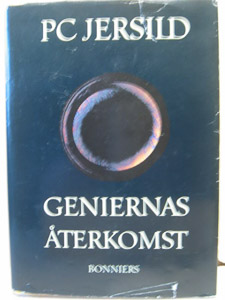 PC JERSILD
GENIERNAS
ÅTERKOMST
BONNIERS